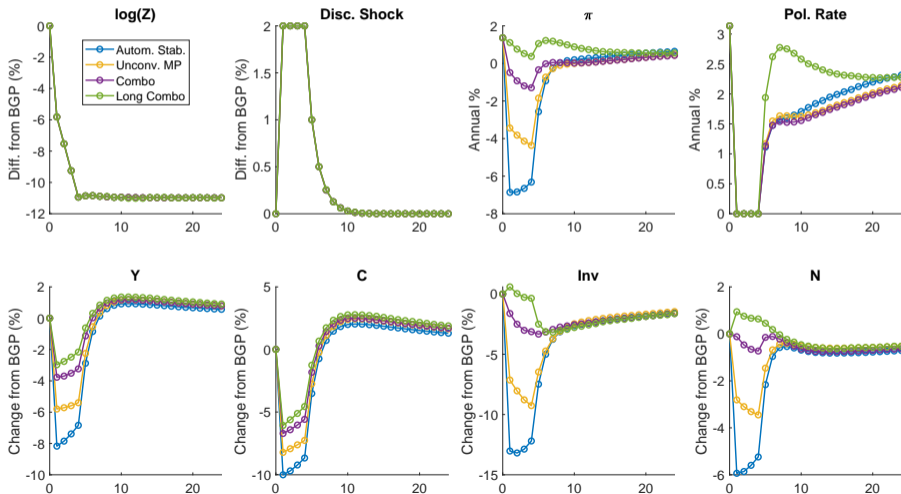 log(Z)
Diff. from BGP (%)
0
-2
-4
-6
-8
-10
-12
0 10 20
Autom. Stab.
Unconv. MP
Combo
Long Combo
Disc. Shock
Diff. from BGP (%)
2
1.5
1
0.5
0
0 10 20
π
Annual %
2
0
-2
-4
-6
-8
0 10 20
Pol. Rate
Annual %
3
2.5
2
1.5
1
0.5
0
0 10 20
Y
Change from BGP (%)
2
0
-2
-4
-6
-8
-10
0 10 20
C
Change from BGP (%)
5
0
-5
-10
0 10 20
Inv
Change from BGP (%)
0
-5
-10
-15
0 10 20
N
Change from BGP (%)
2
0
-2
-4
-6
0 10 20